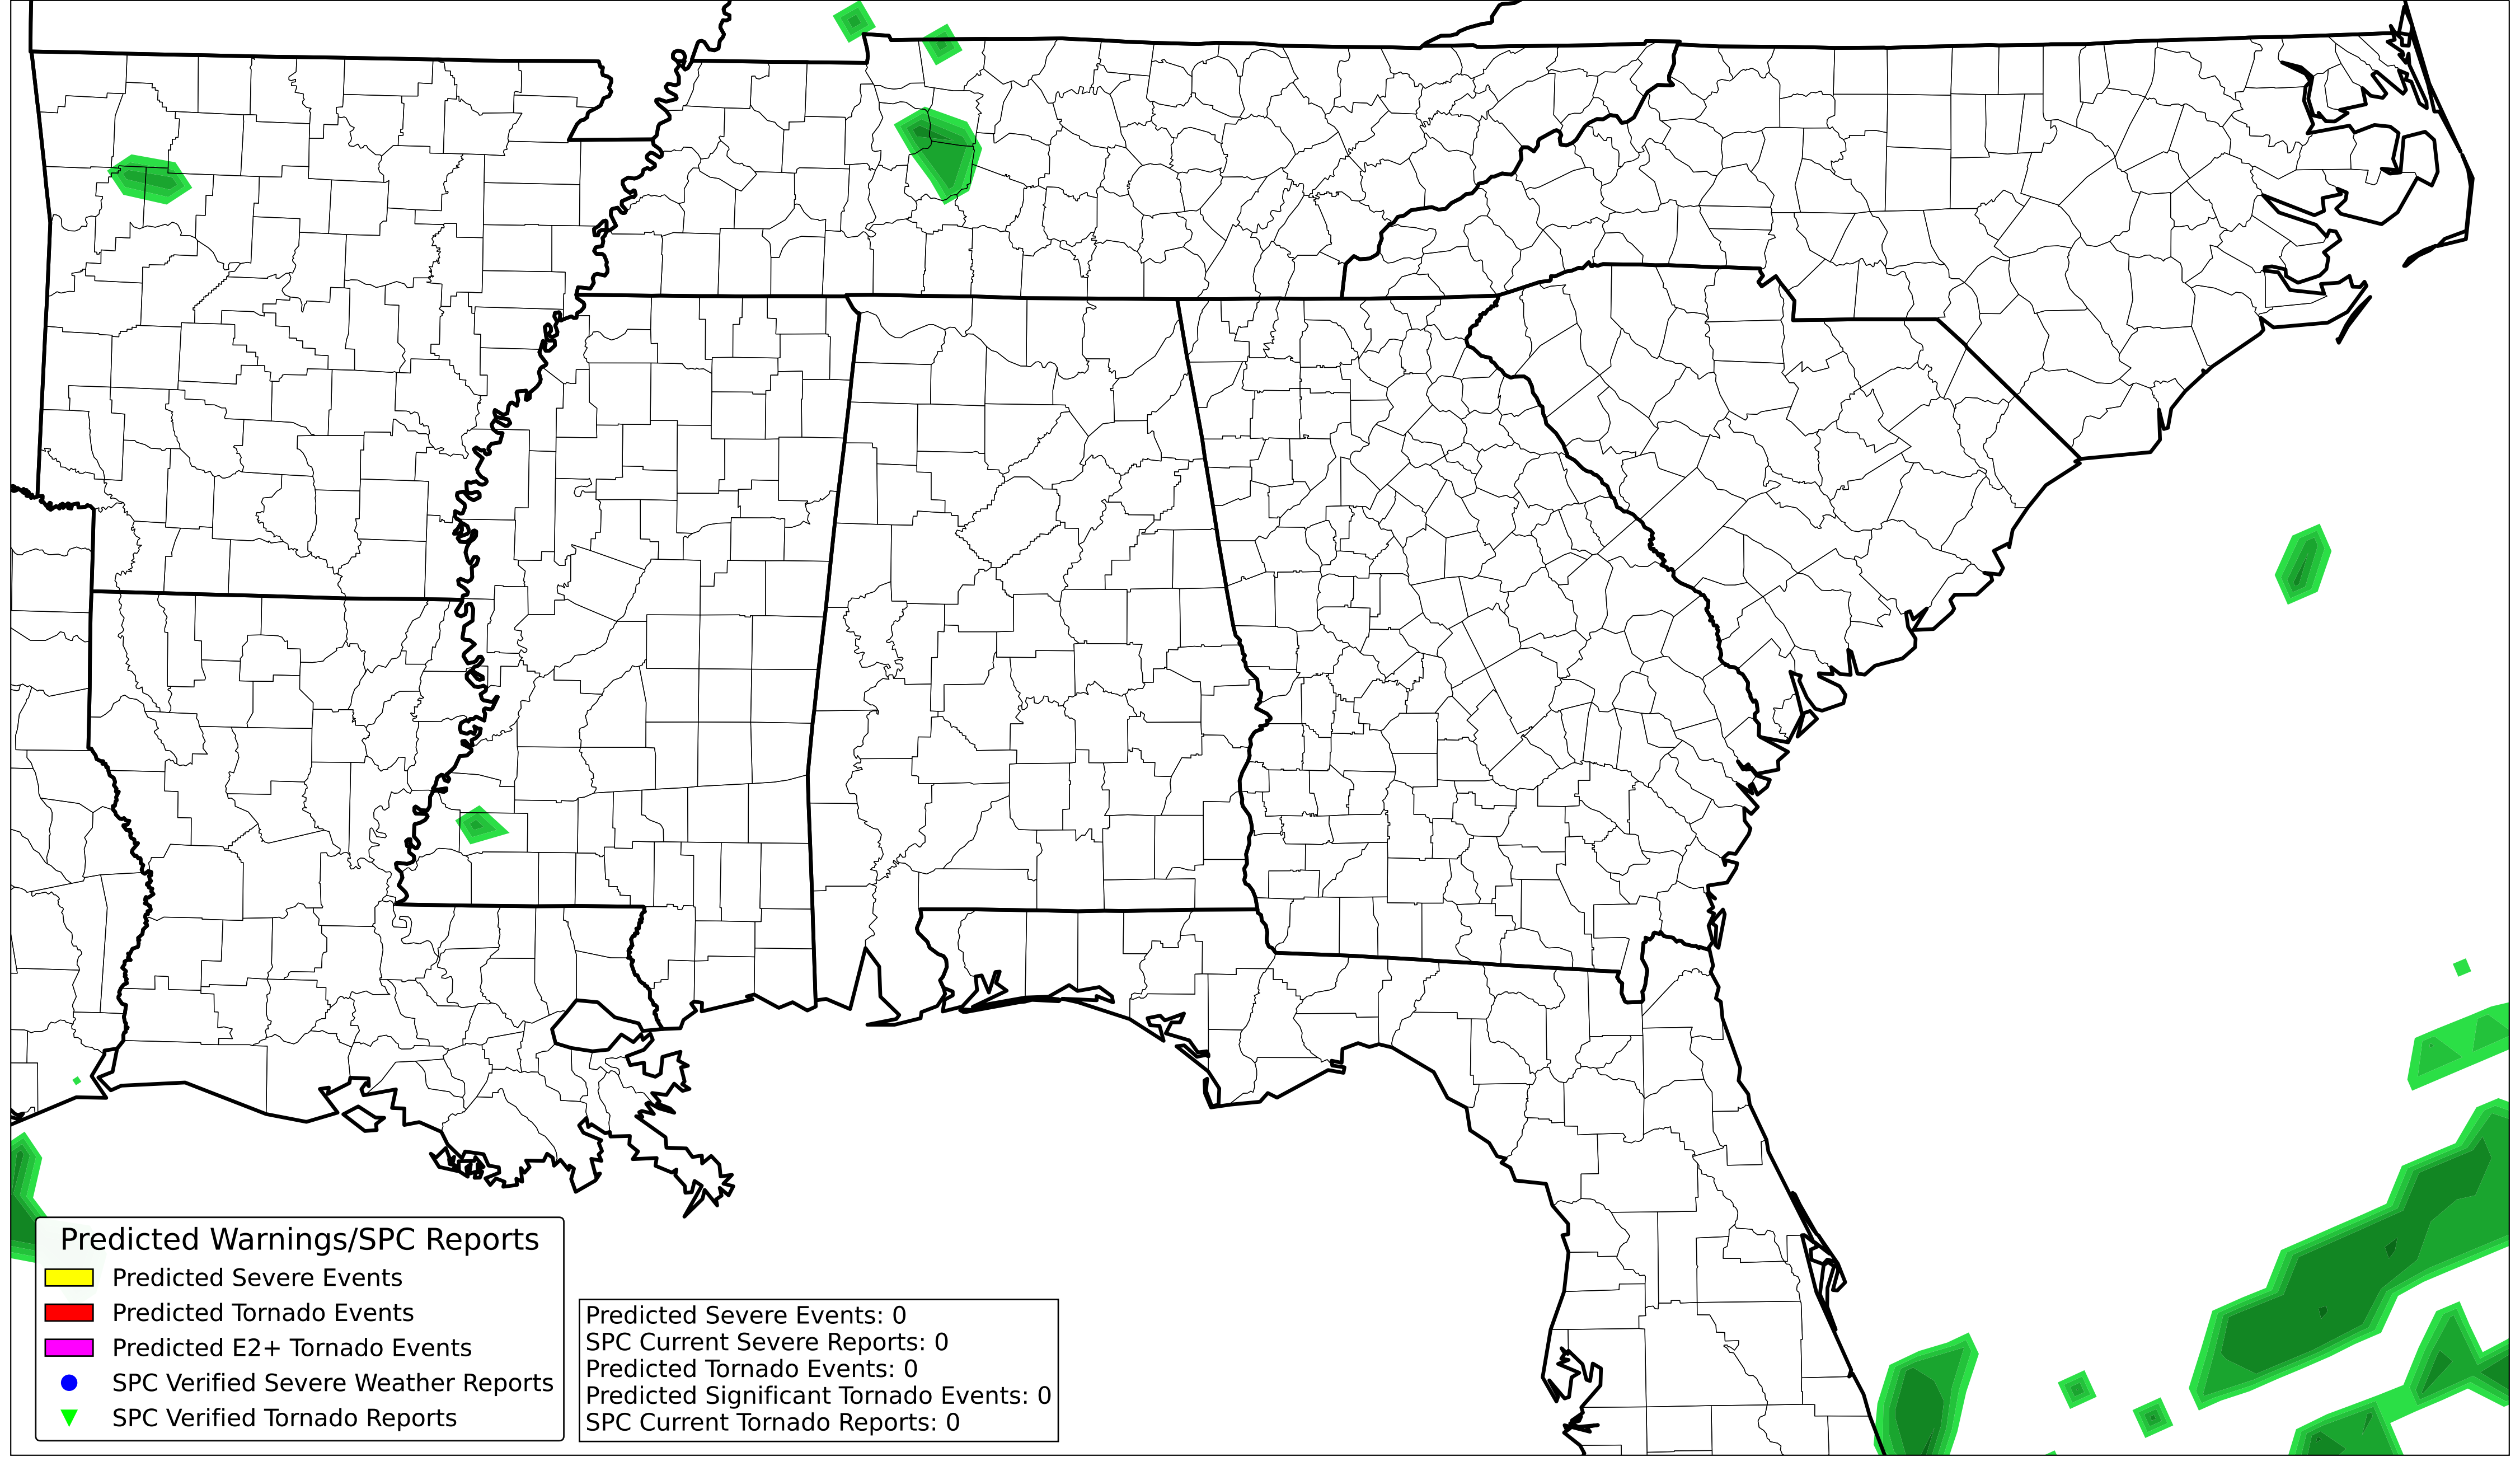 Predicted Warnings/SPC Reports
Predicted Severe Events
Predicted Tornado Events
Predicted E2+ Tornado Events
SPC Verified Severe Weather Reports
SPC Verified Tornado Reports
Predicted Severe Events: 0
SPC Current Severe Reports: 0
Predicted Tornado Events: 0
Predicted Significant Tornado Events: 0
SPC Current Tornado Reports: 0